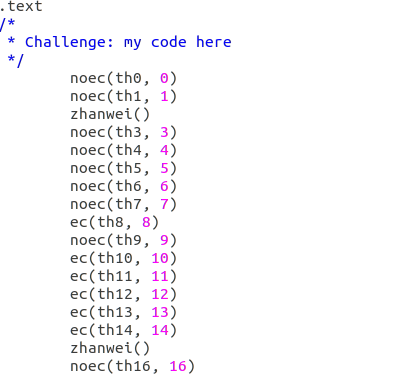 .text
/*
 * Challenge: my code here
 */
noec(th0, 0)
noec(th1, 1)
zhanwei()
noec(th3, 3)
noec(th4, 4)
noec(th5, 5)
noec(th6, 6)
noec(th7, 7)
ec(th8, 8)
noec(th9, 9)
ec(th10, 10)
ec(th11, 11)
ec(th12, 12)
ec(th13, 13)
ec(th14, 14)
zhanwei()
noec(th16, 16)